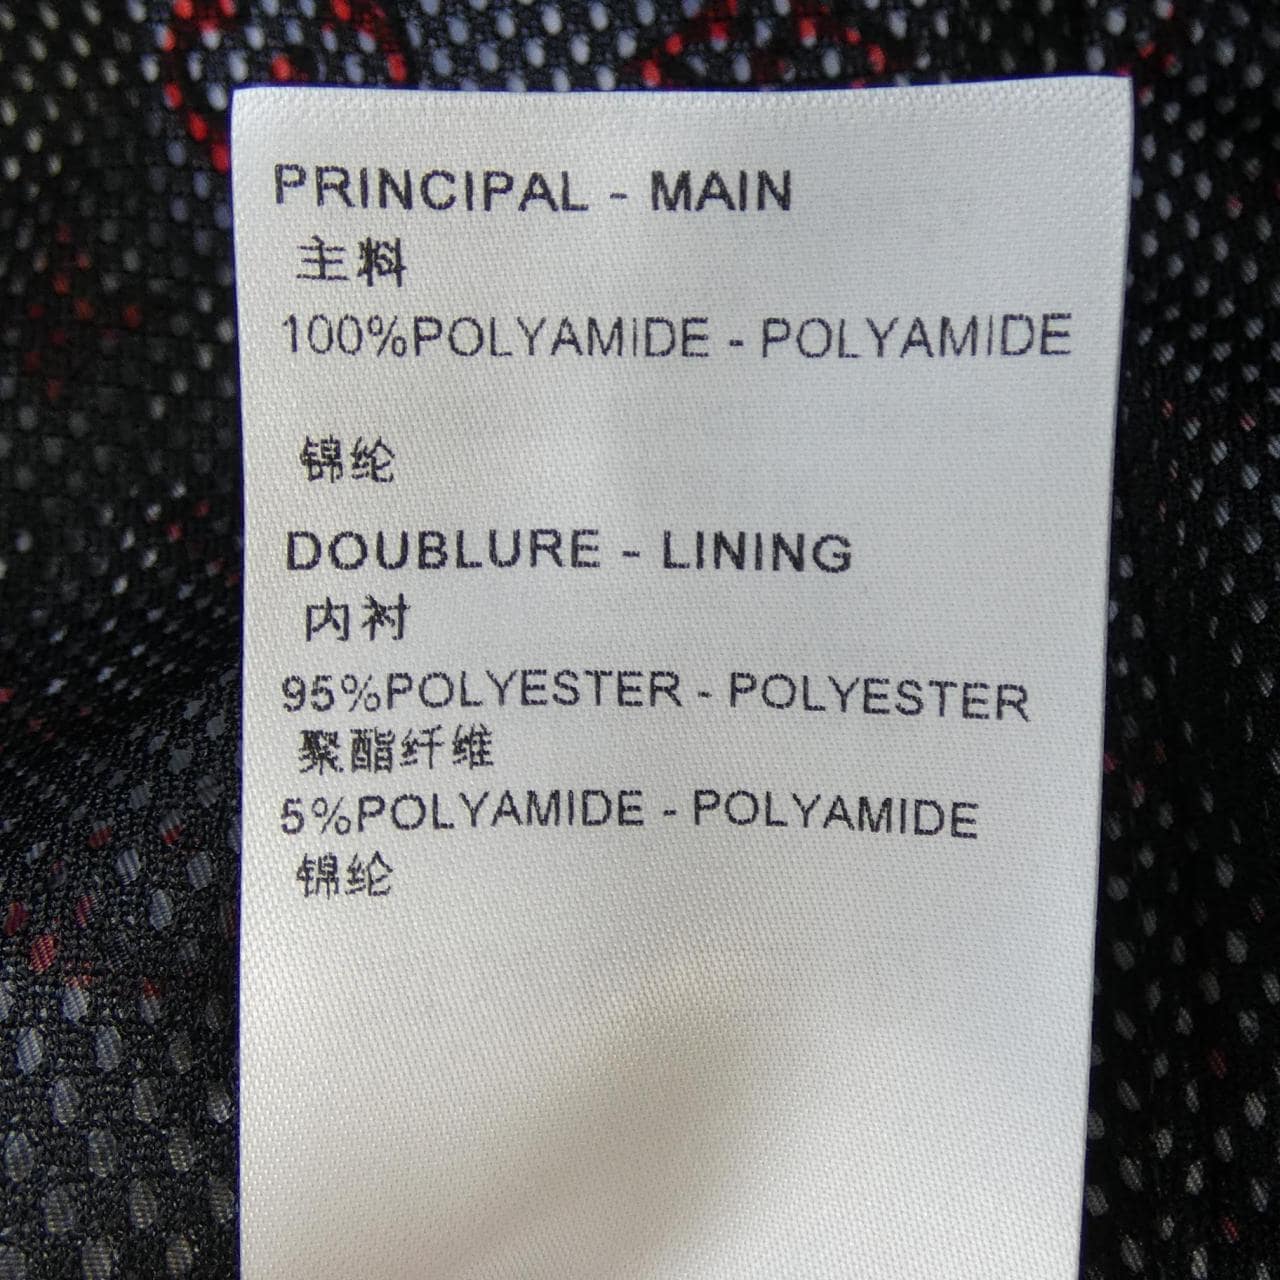 PRINCIPAL - MAIN
主料
100%POLYAMIDE - POLYAMIDE
锦纶
DOUBLURE - LINING
内衬
95%POLYESTER - POLYESTER
聚酯纤维
5%POLYAMIDE - POLYAMIDE
锦纶